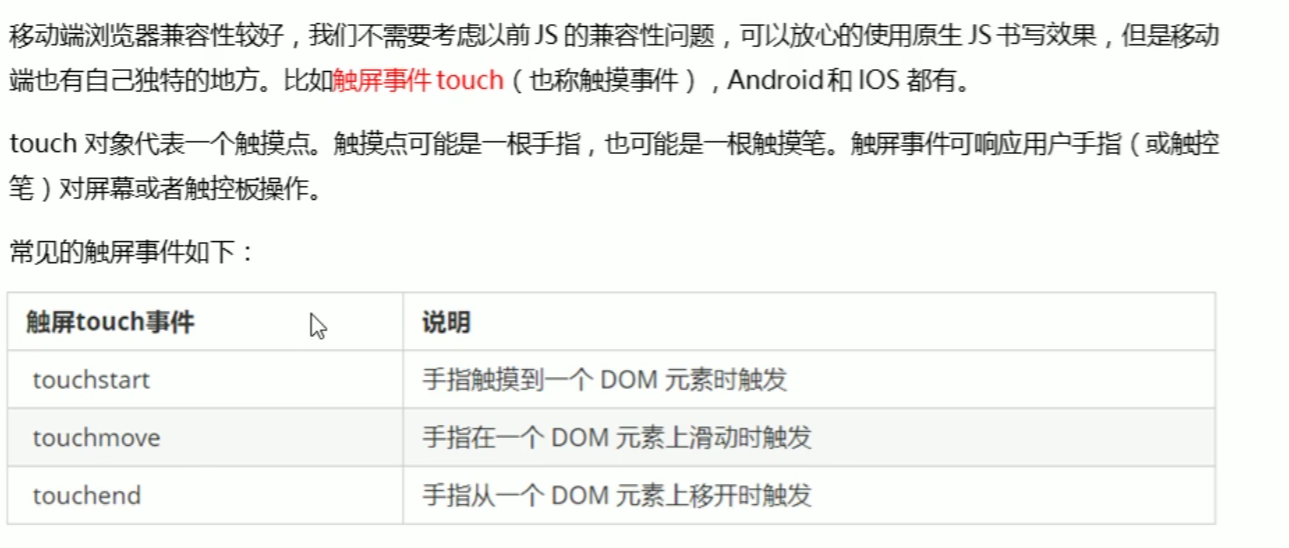 移动端浏览器兼容性较好，我们不需要考虑以前 JS 的兼容性问题，可以放心的使用原生 JS 书写效果，但是移动
端也有自己独特的地方。比如触屏事件 touch（也称触摸事件），Android和 IOS 都有。
touch 对象代表一个触摸点。触摸点可能是一根手指，也可能是一根触摸笔。触屏事件可响应用户手指（或触控
笔）对屏幕或者触控板操作。
常见的触屏事件如下：
触屏touch事件 说明
touchstart 手指触摸到一个 DOM 元素时触发
touchmove 手指在一个 DOM 元素上滑动时触发
touchend 手指从一个 DOM 元素上移开时触发